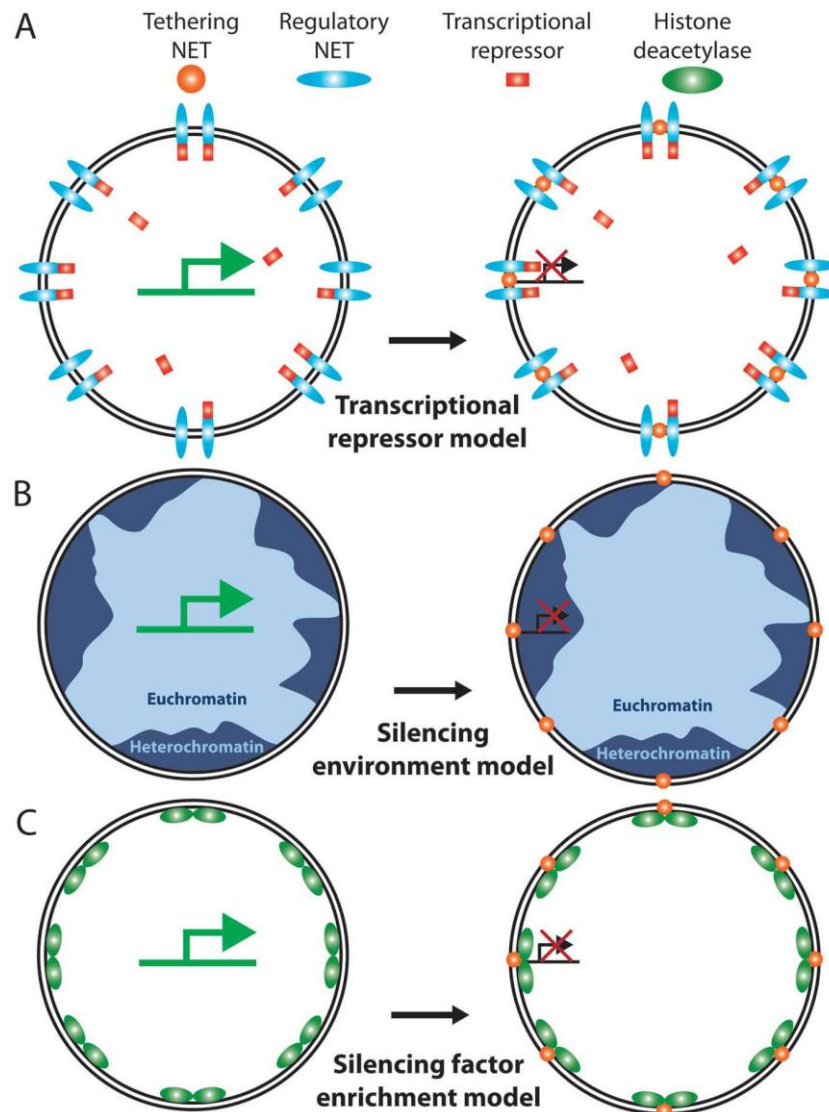 A
Tethering
NET
Regulatory
NET
Transcriptional
repressor
Histone
deacetylase
Transcriptional
repressor model
B
Euchromatin
Heterochromatin
Euchromatin
Heterochromatin
Silencing
environment model
C
Silencing factor
enrichment model